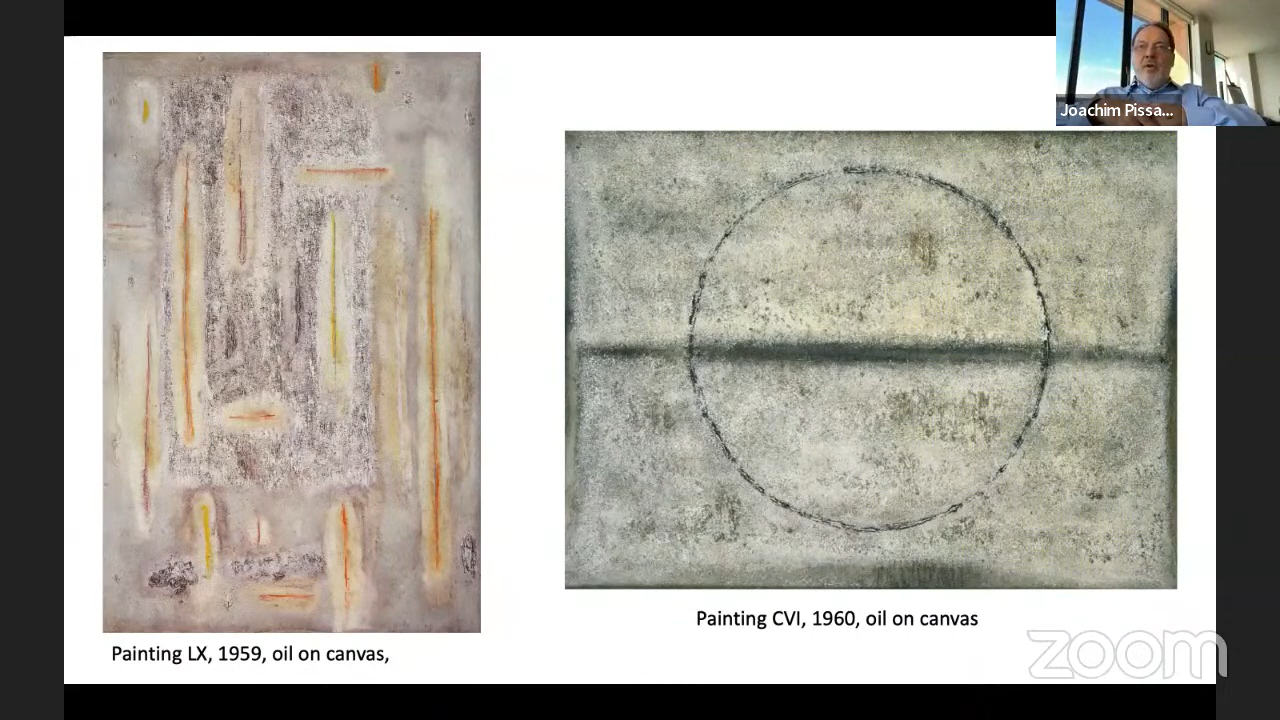 Joachim Pissa...
Painting CVI, 1960, oil on canvas
Painting LX, 1959, oil on canvas,
zoom